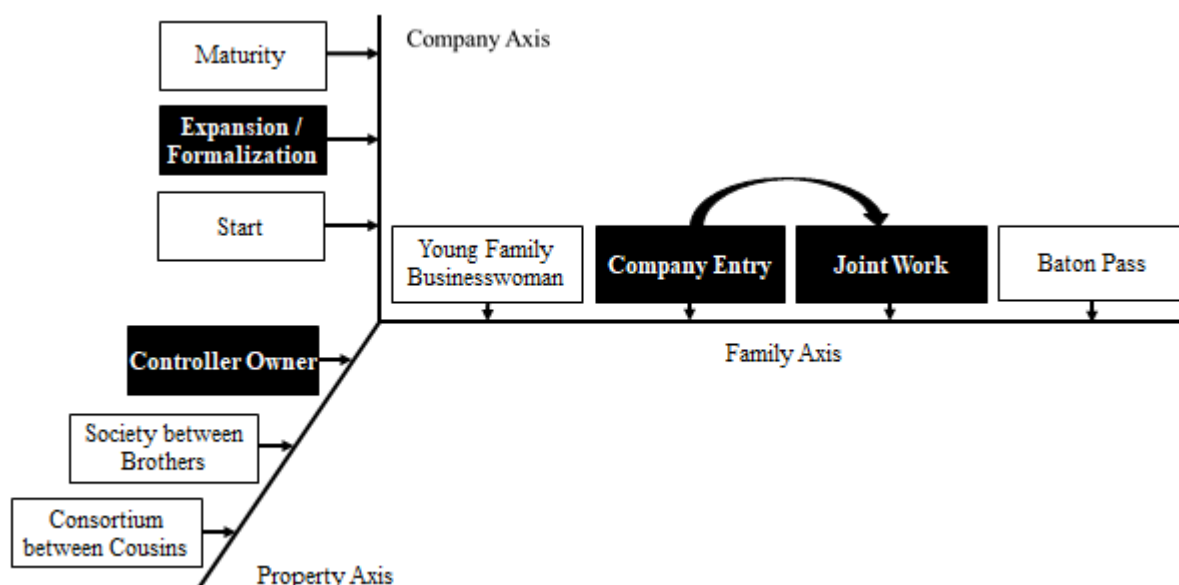 Company Axis
Maturity
Expansion /
Formalization
Start
Young Family
Businesswoman
Company Entry
Joint Work
Baton Pass
Family Axis
Controller Owner
Society between
Brothers
Consortium
between Cousins
Property Axis